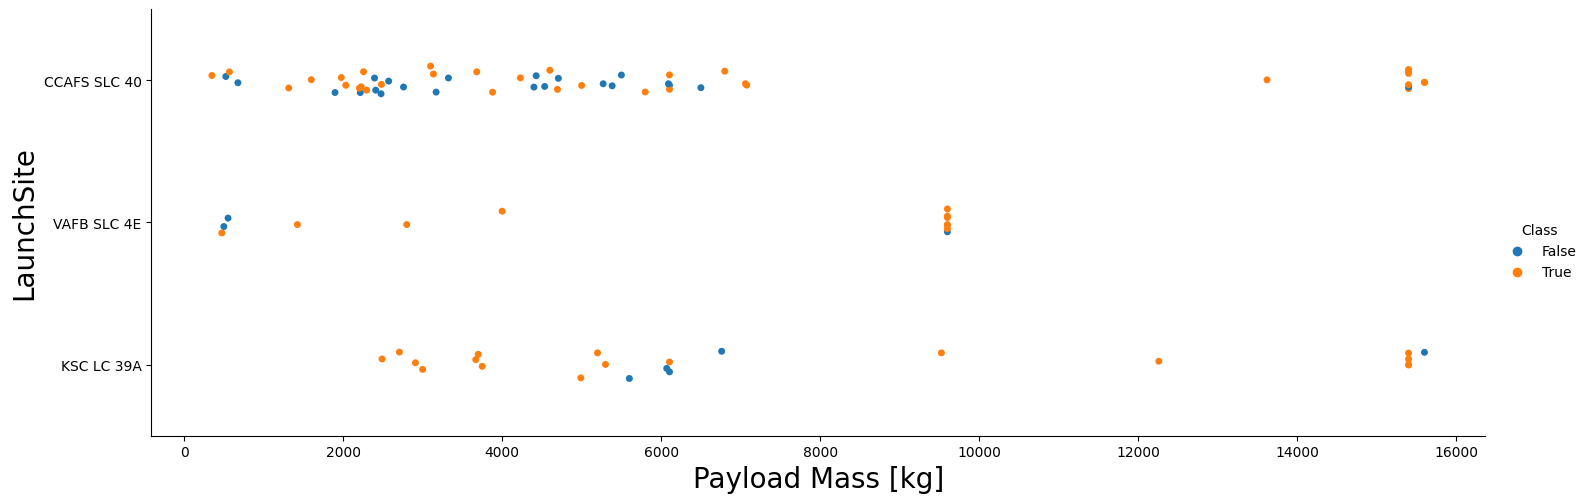 LaunchSite
CCAFS SLC 40
VAFB SLC 4E
KSC LC 39A
0 2000 4000 6000 8000 10000 12000 14000 16000
Payload Mass [kg]
Class
False
True